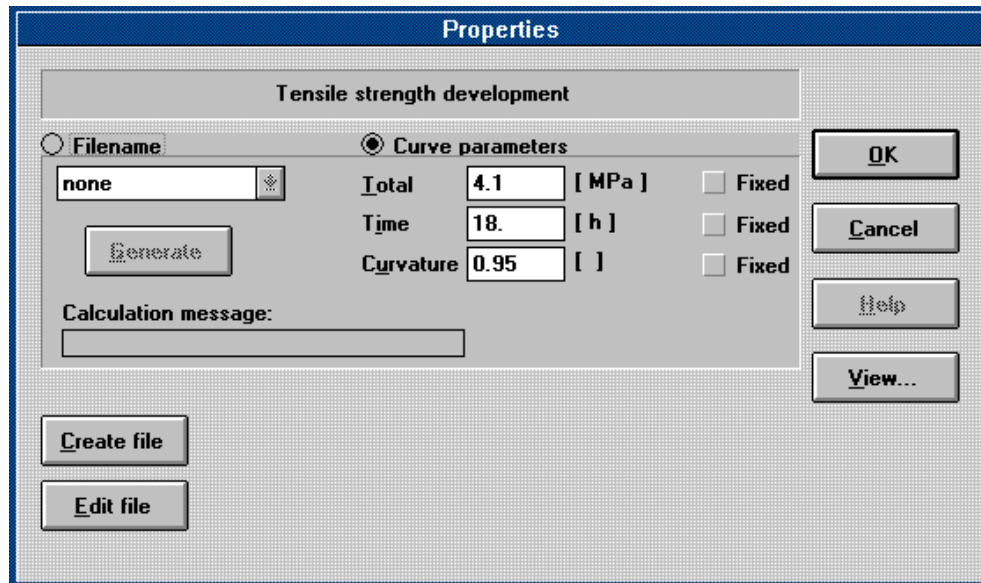 Properties
Tensile strength development
Filename
Curve parameters
none
Total 4.1 [ MPa ] Fixed
Time 18. [ h ] Fixed
Curvature 0.95 [ ] Fixed
Generate
Calculation message:
OK
Cancel
Help
View...
Create file
Edit file